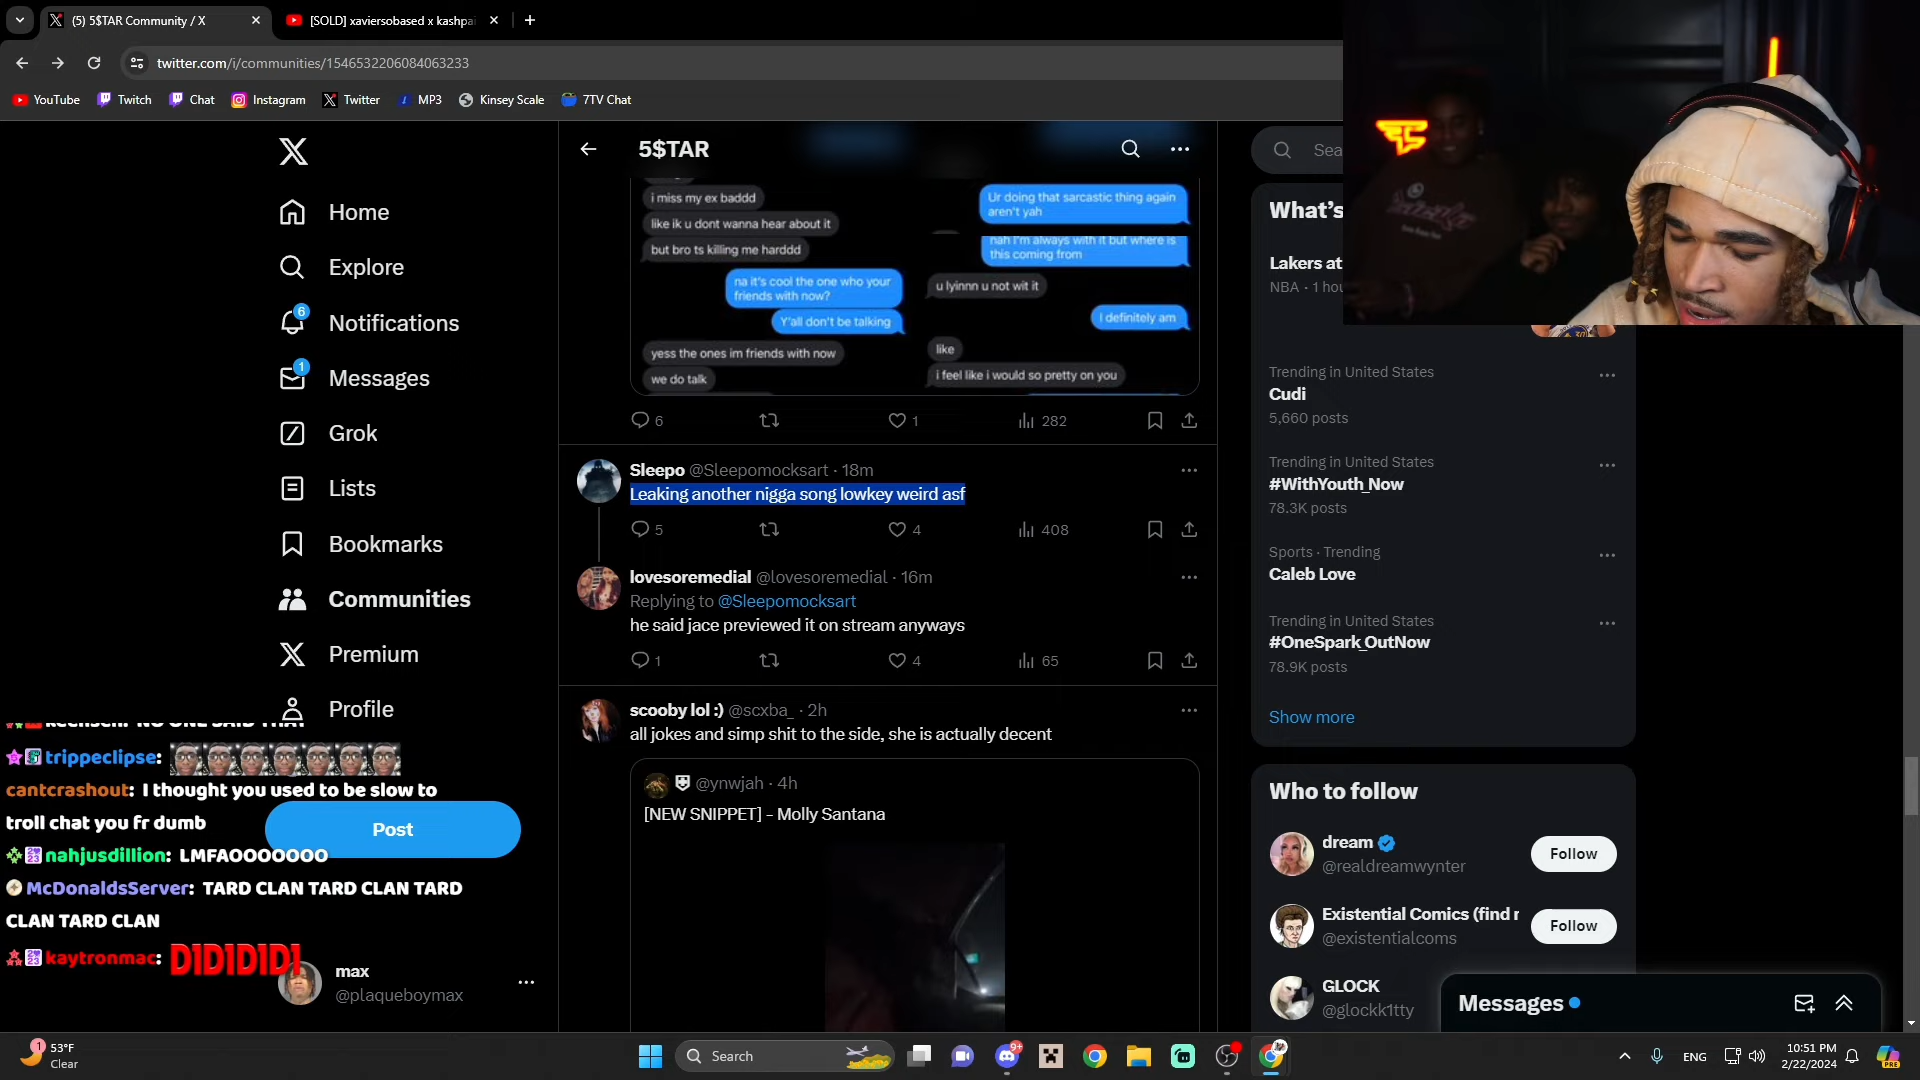 (5) 5$TAR Community / X
[SOLD] xaviersobased x kashpa
twitter.com/i/communities/1546532206084063233
YouTube
Twitch
Chat
Instagram
Twitter
MP3
Kinsey Scale
7TV Chat
Home
Explore
6
Notifications
1
Messages
Grok
Lists
Bookmarks
Communities
Premium
Profile
Post
max
@plaqueboymax
trippeclipse:
cantcrashout: I thought you used to be slow to
troll chat you fr dumb
nahjusdillion: LMFAOOOOOOO
McDonaldsServer: TARD CLAN TARD CLAN TARD
CLAN TARD CLAN
kaytronmac: DIDIDIDI
5$TAR
i miss my ex baddd
like ik u dont wanna hear about it
but bro ts killing me harddd
na it's cool the one who your
friends with now?
Y'all don't be talking
yess the ones im friends with now
we do talk
Ur doing that sarcastic thing again
aren't yah
nah I'm always with it but where is
this coming from
u lyinnn u not wit it
I definitely am
like
i feel like i would so pretty on you
6 1 282
Sleepo @Sleepomocksart · 18m
Leaking another nigga song lowkey weird asf
5 4 408
lovesoremedial @lovesoremedial · 16m
Replying to @Sleepomocksart
he said jace previewed it on stream anyways
1 4 65
scooby lol :) @scxba_ · 2h
all jokes and simp shit to the side, she is actually decent
@ynwjah · 4h
[NEW SNIPPET] - Molly Santana
Sea
What's
Lakers at
NBA · 1 hou
Trending in United States
Cudi
5,660 posts
Trending in United States
#WithYouth_Now
78.3K posts
Sports · Trending
Caleb Love
Trending in United States
#OneSpark_OutNow
78.9K posts
Show more
Who to follow
dream
@realdreamwynter
Follow
Existential Comics (find r
@existentialcoms
Follow
GLOCK
@glockk1tty
Messages
1
53°F
Clear
Search
9+
ENG
10:51 PM
2/22/2024
PRE